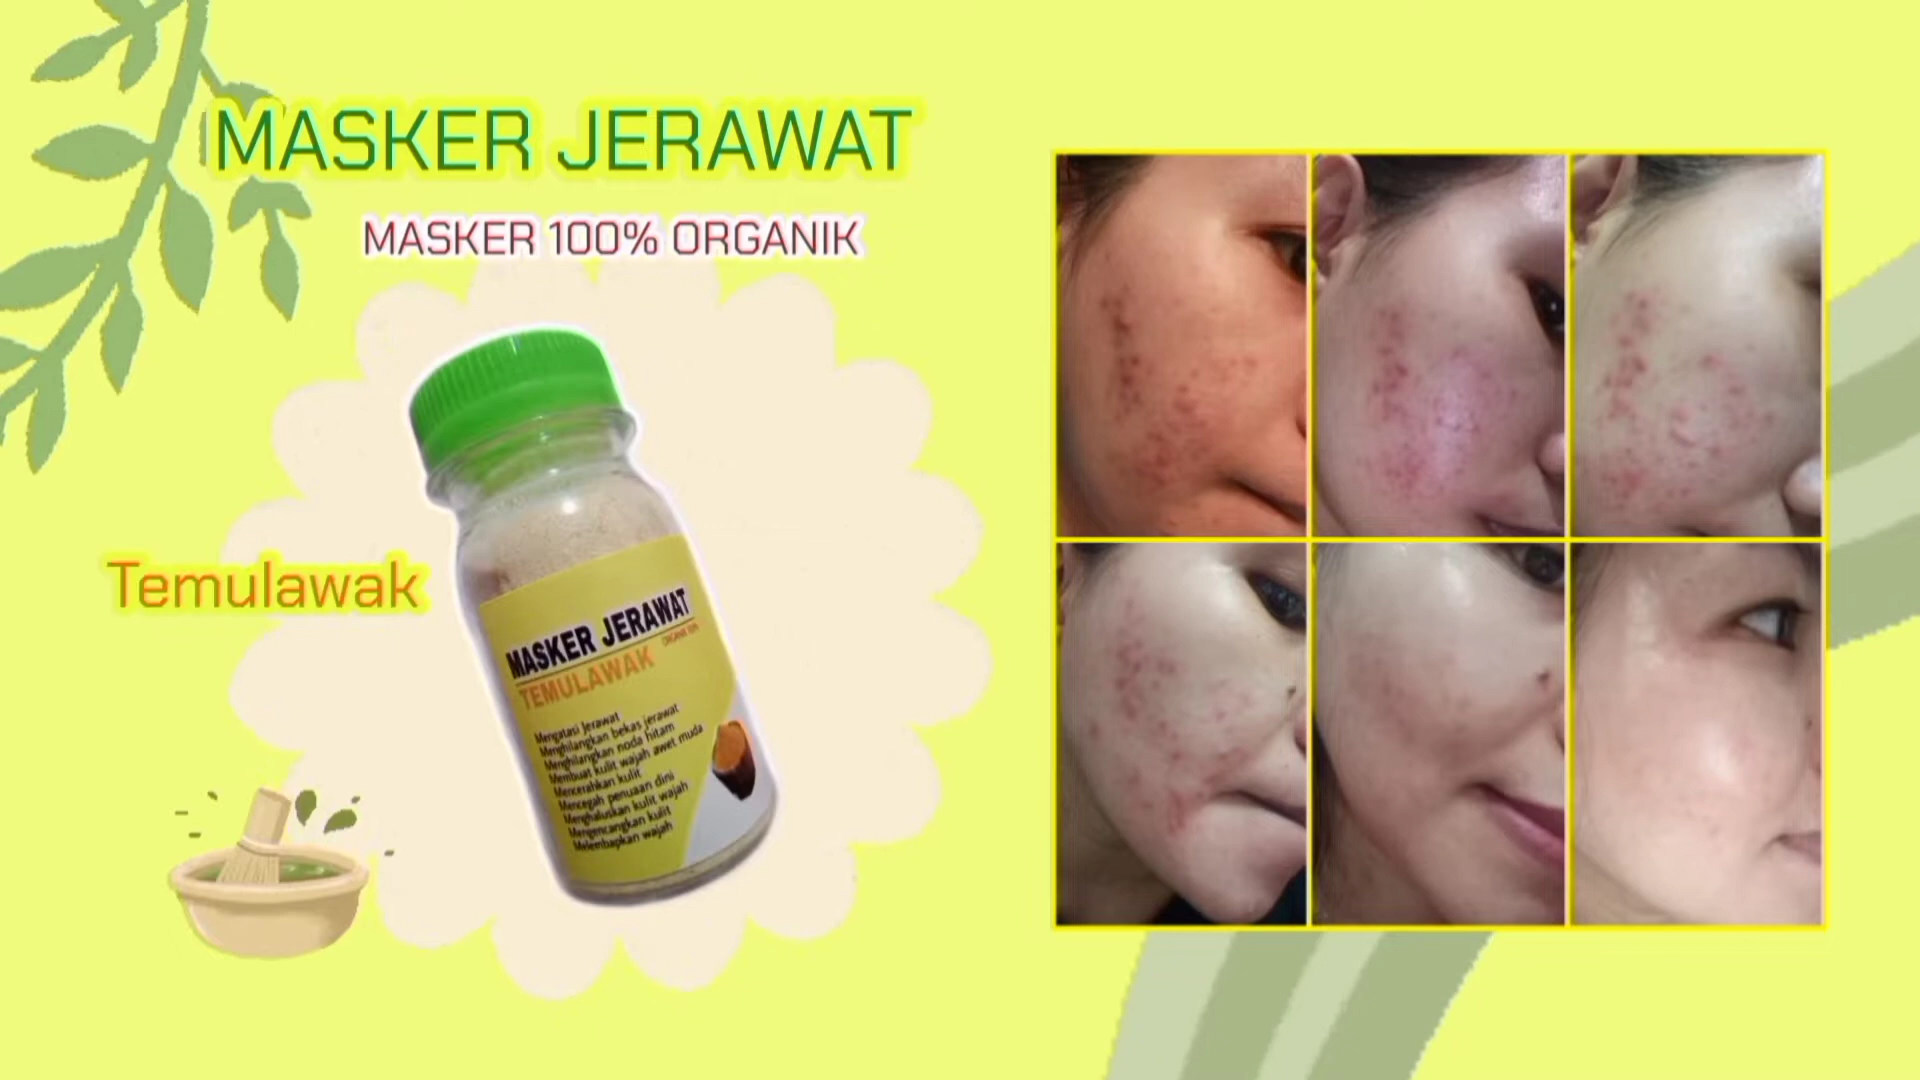 MASKER JERAWAT
MASKER 100% ORGANIK
Temulawak
MASKER JERAWAT
TEMULAWAK
Mengatasi Jerawat
Menghilangkan bekas jerawat
Menghilangkan noda hitam
Membuat kulit wajah awet muda
Mencerahkan kulit
Mencegah penuaan dini
Menghaluskan kulit wajah
Mengencangkan kulit
Melembapkan wajah